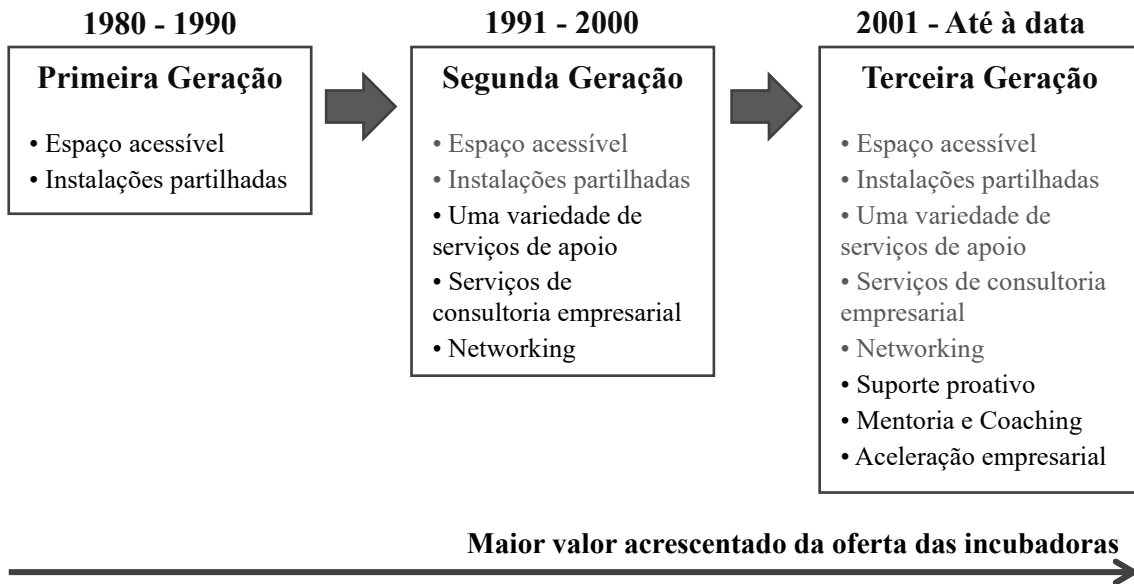 1980 - 1990
Primeira Geração
• Espaço acessível
• Instalações partilhadas
1991 - 2000
Segunda Geração
• Espaço acessível
• Instalações partilhadas
• Uma variedade de
serviços de apoio
• Serviços de
consultoria empresarial
• Networking
2001 - Até à data
Terceira Geração
• Espaço acessível
• Instalações partilhadas
• Uma variedade de
serviços de apoio
• Serviços de consultoria
empresarial
• Networking
• Suporte proativo
• Mentoria e Coaching
• Aceleração empresarial
Maior valor acrescentado da oferta das incubadoras